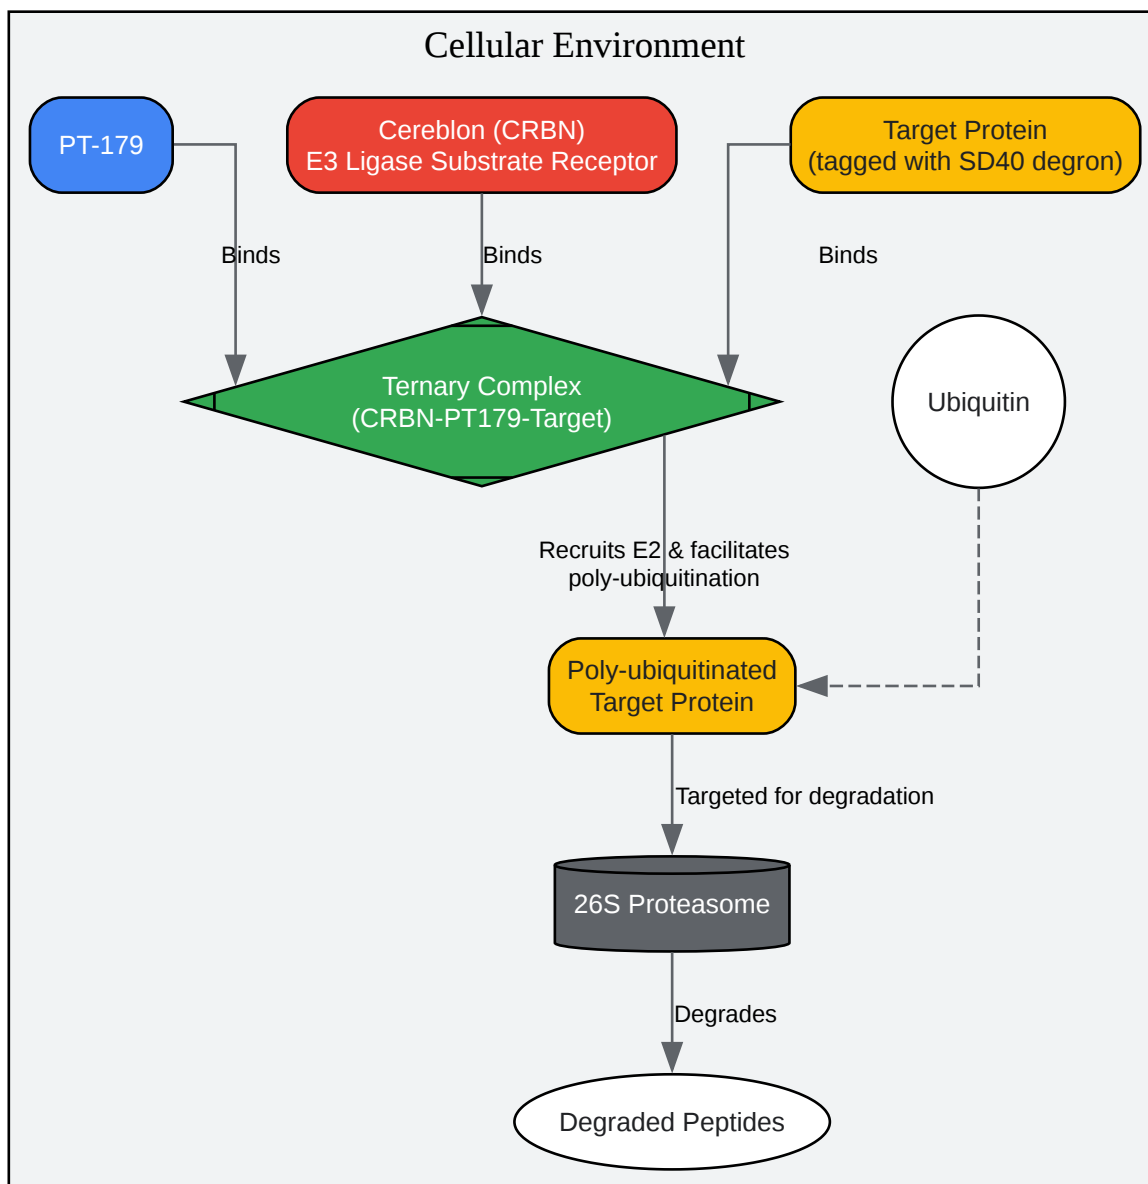 Cellular Environment
PT-179
Cereblon (CRBN)
E3 Ligase Substrate Receptor
Target Protein
(tagged with SD40 degron)
Binds
Binds
Binds
Ternary Complex
(CRBN-PT179-Target)
Ubiquitin
Recruits E2 & facilitates
poly-ubiquitination
Poly-ubiquitinated
Target Protein
Targeted for degradation
26S Proteasome
Degrades
Degraded Peptides